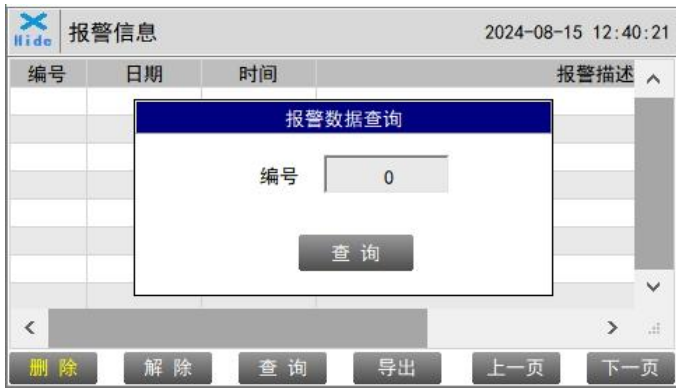 Hide 报警信息 2024-08-15 12:40:21
编号 日期 时间 报警描述
报警数据查询
编号 0
查 询
删 除 解 除 查 询 导出 上一页 下一页